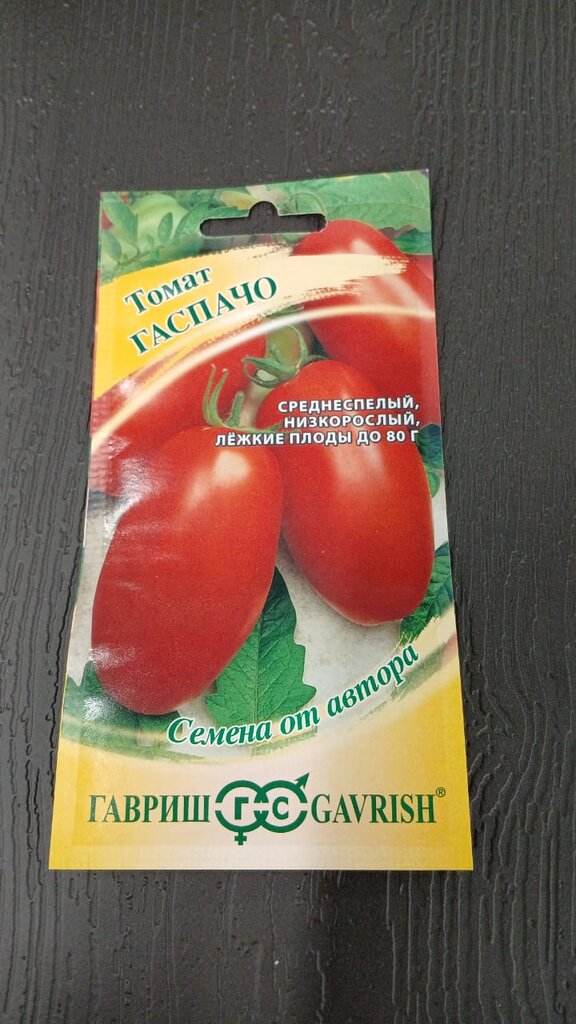 Томат
ГАСПАЧО
СРЕДНЕСПЕЛЫЙ,
НИЗКОРОСЛЫЙ,
ЛЁЖКИЕ ПЛОДЫ ДО 80 Г
Семена от автора
ГАВРИШ ГС GAVRISH®